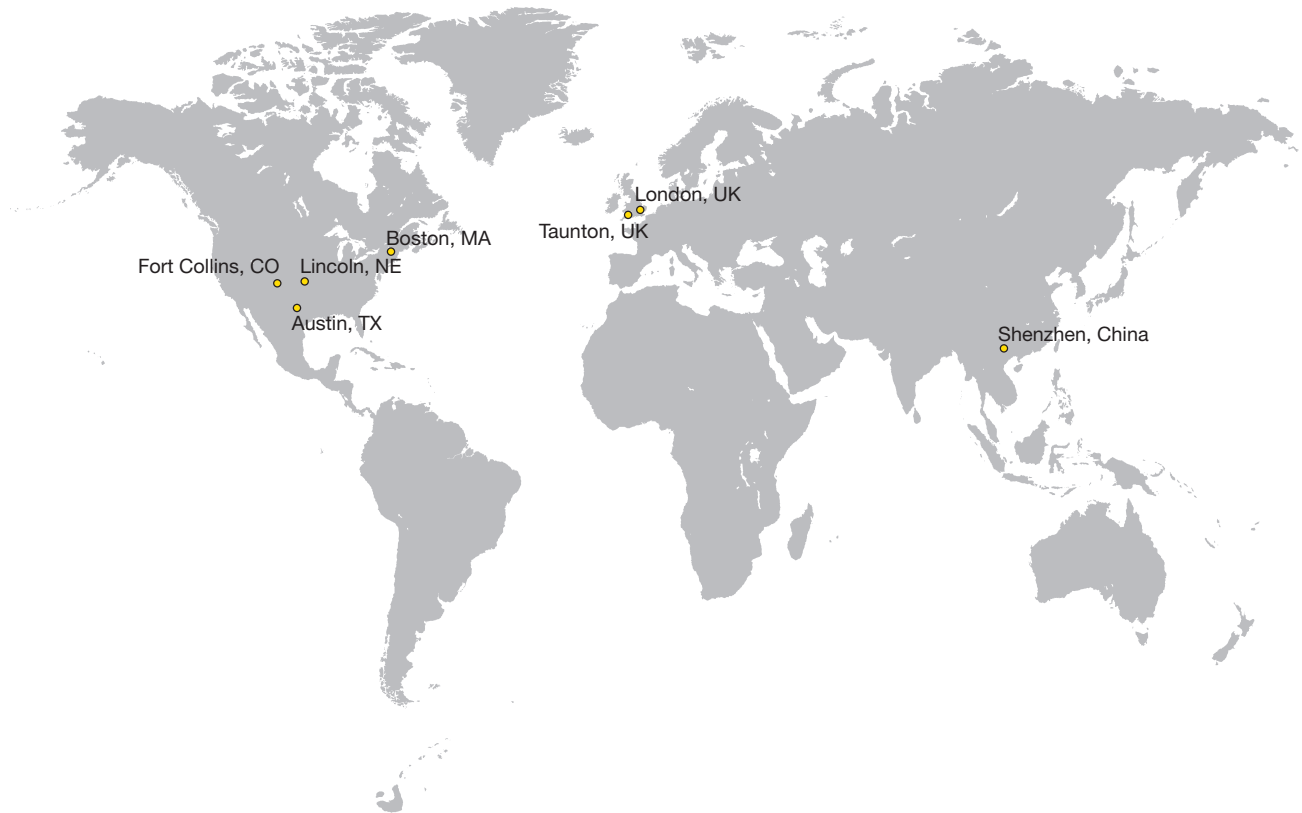 London, UK
Taunton, UK
Boston, MA
Fort Collins, CO
Lincoln, NE
Austin, TX
Shenzhen, China